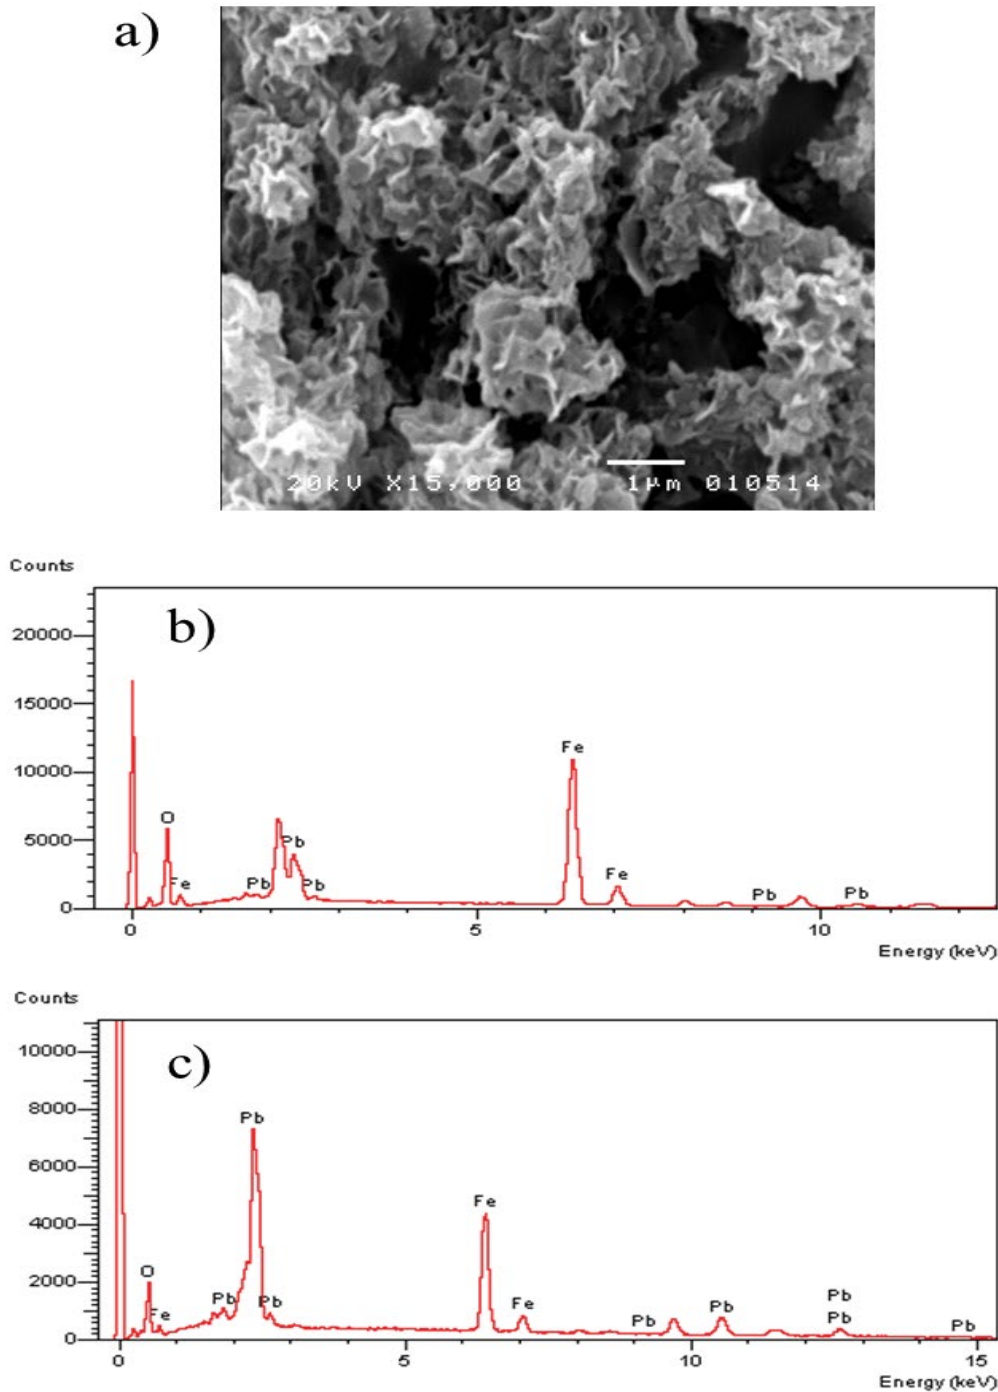 a)
20kV X15,000 1µm 010514
Counts
b)
20000
15000
10000
5000
0
O
Fe
Pb
Pb
Pb
Fe
Fe
Pb
Pb
0 5 10
Energy (keV)
Counts
c)
10000
8000
6000
4000
2000
0
O
Fe
Pb
Pb
Pb
Fe
Fe
Pb
Pb
Pb
Pb
Pb
0 5 10 15
Energy (keV)